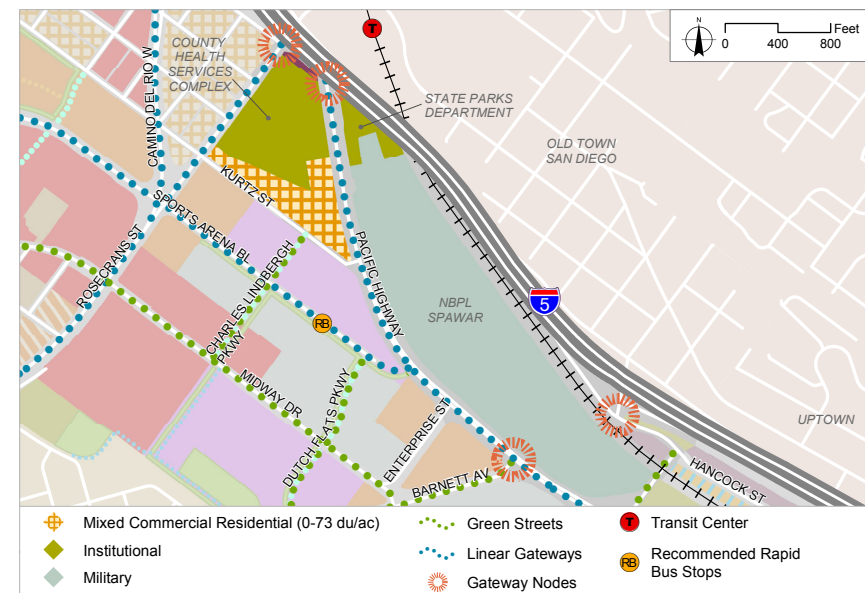 N
Feet
0
400
800
T
COUNTY
HEALTH
SERVICES
COMPLEX
STATE PARKS
DEPARTMENT
OLD TOWN
SAN DIEGO
CAMINO DEL RIO W
KURTZ ST
SPORTS ARENA BL
ROSECRANS ST
CHARLES LINDBERGH
PKWY
PACIFIC HIGHWAY
NBPL
SPAWAR
5
RB
MIDWAY DR
DUTCH FLATS PKWY
ENTERPRISE ST
BARNETT AV
HANCOCK ST
UPTOWN
Mixed Commercial Residential (0-73 du/ac)
Institutional
Military
Green Streets
Linear Gateways
Gateway Nodes
T Transit Center
RB Recommended Rapid
Bus Stops